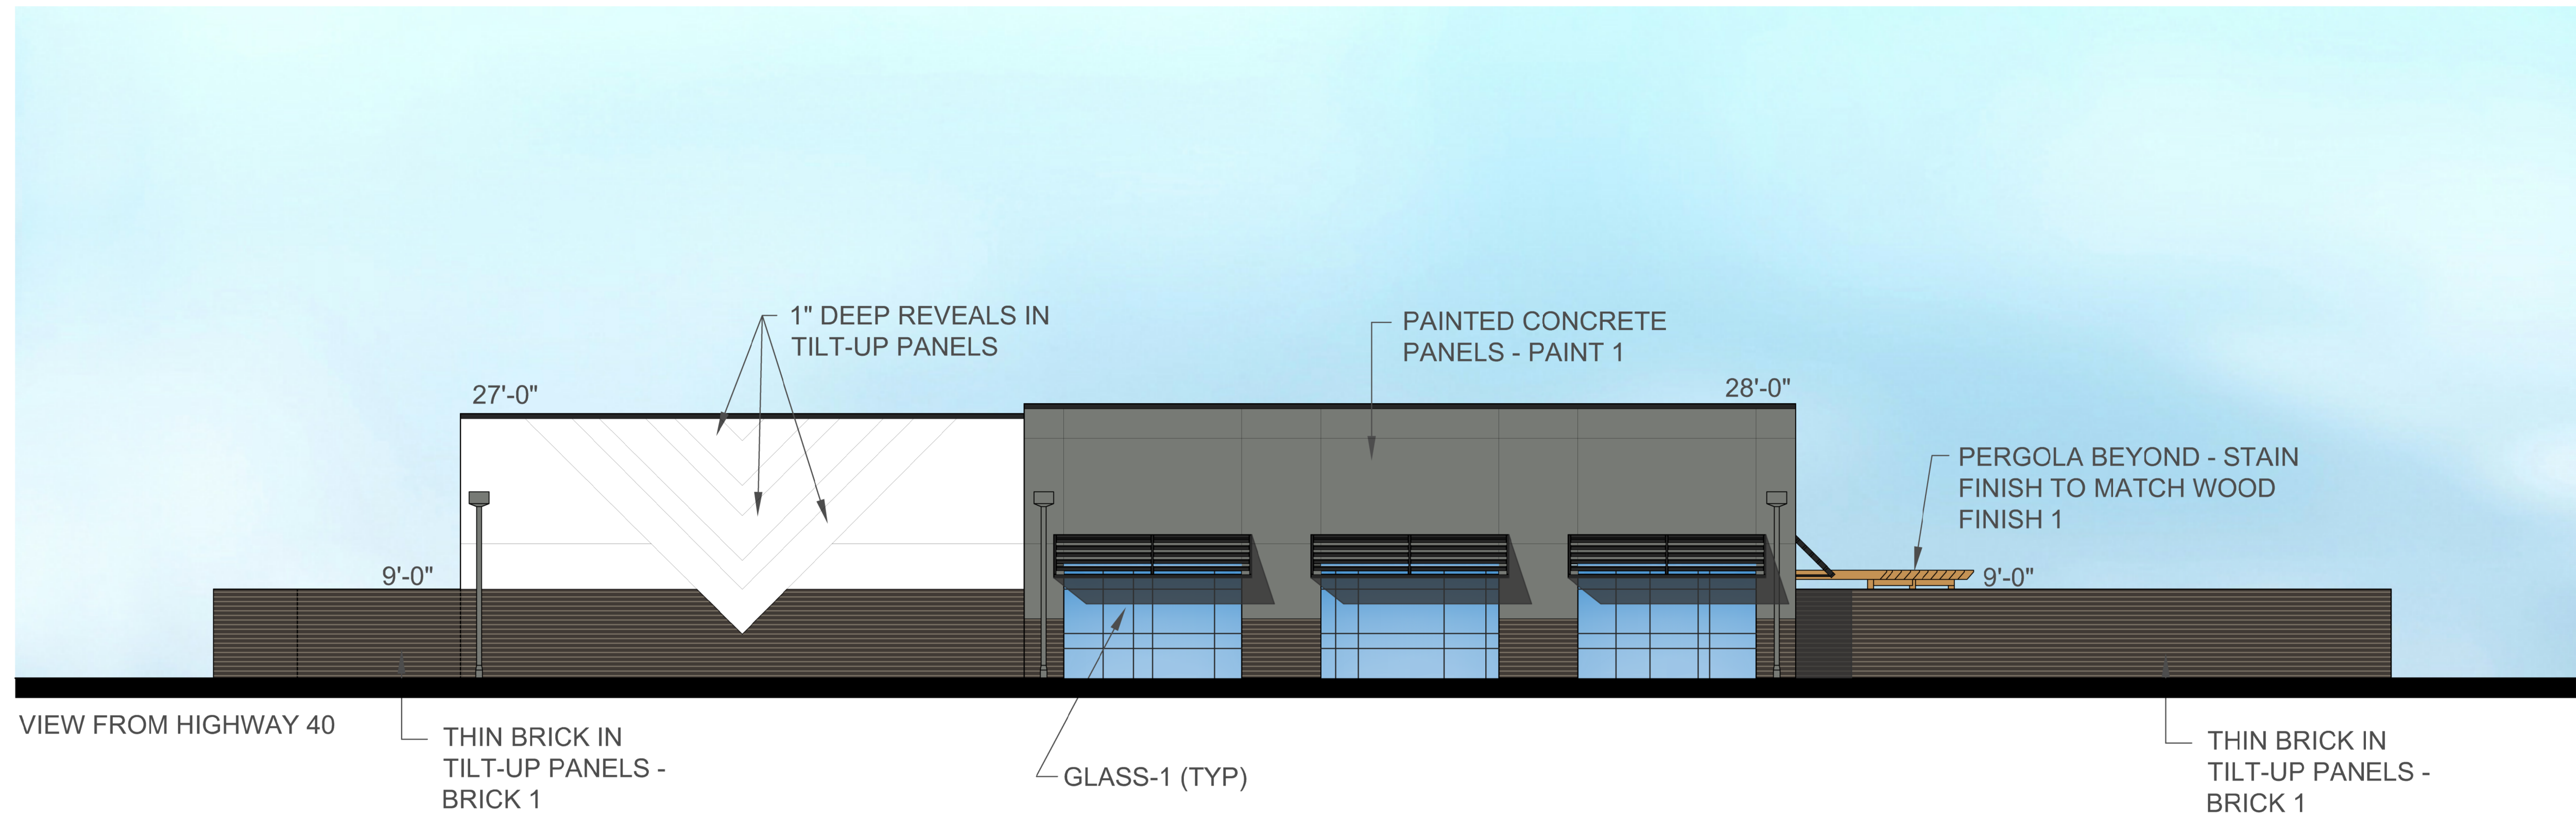 1" DEEP REVEALS IN
TILT-UP PANELS
PAINTED CONCRETE
PANELS - PAINT 1
27'-0"
28'-0"
PERGOLA BEYOND - STAIN
FINISH TO MATCH WOOD
FINISH 1
9'-0"
9'-0"
VIEW FROM HIGHWAY 40
THIN BRICK IN
TILT-UP PANELS -
BRICK 1
GLASS-1 (TYP)
THIN BRICK IN
TILT-UP PANELS -
BRICK 1